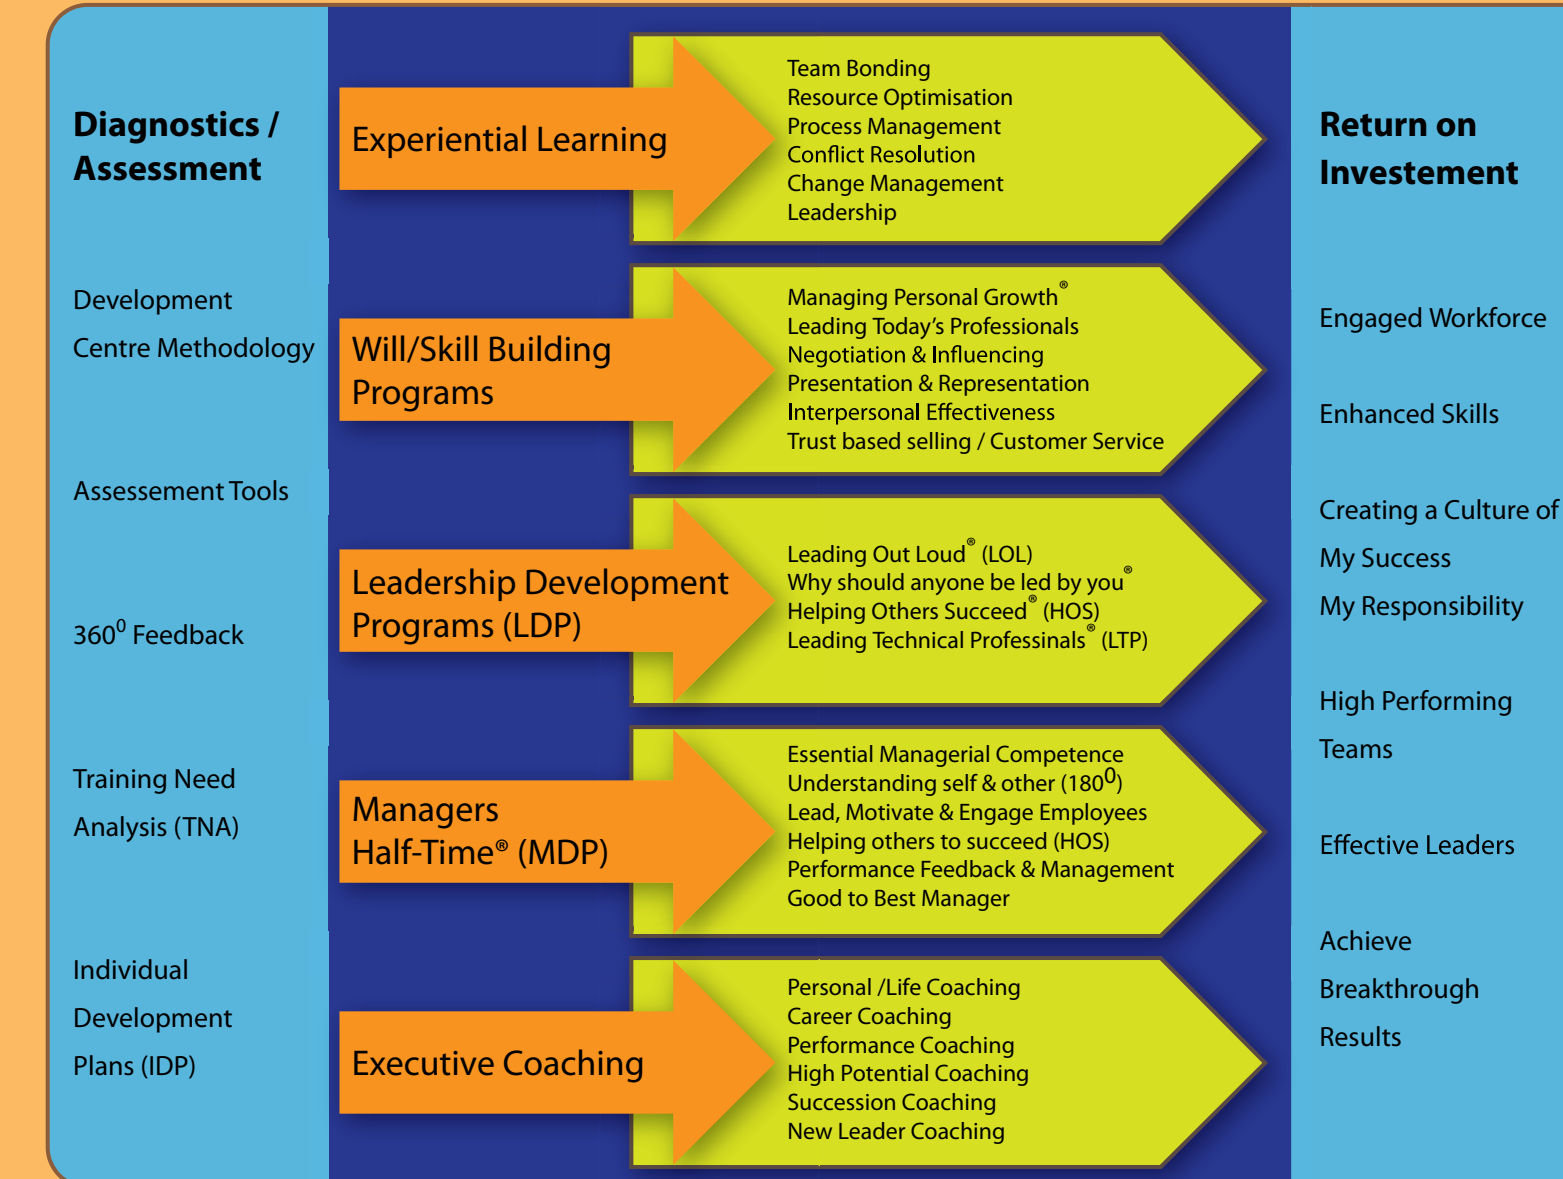 Diagnostics /
Assessment
Development
Centre Methodology
Assessement Tools
360⁰ Feedback
Training Need
Analysis (TNA)
Individual
Development
Plans (IDP)
Experiential Learning
Team Bonding
Resource Optimisation
Process Management
Conflict Resolution
Change Management
Leadership
Will/Skill Building
Programs
Managing Personal Growth®
Leading Today’s Professionals
Negotiation & Influencing
Presentation & Representation
Interpersonal Effectiveness
Trust based selling / Customer Service
Leadership Development
Programs (LDP)
Leading Out Loud® (LOL)
Why should anyone be led by you®
Helping Others Succeed® (HOS)
Leading Technical Professinals® (LTP)
Managers
Half-Time® (MDP)
Essential Managerial Competence
Understanding self & other (180⁰)
Lead, Motivate & Engage Employees
Helping others to succeed (HOS)
Performance Feedback & Management
Good to Best Manager
Executive Coaching
Personal /Life Coaching
Career Coaching
Performance Coaching
High Potential Coaching
Succession Coaching
New Leader Coaching
Return on
Investement
Engaged Workforce
Enhanced Skills
Creating a Culture of
My Success
My Responsibility
High Performing
Teams
Effective Leaders
Achieve
Breakthrough
Results